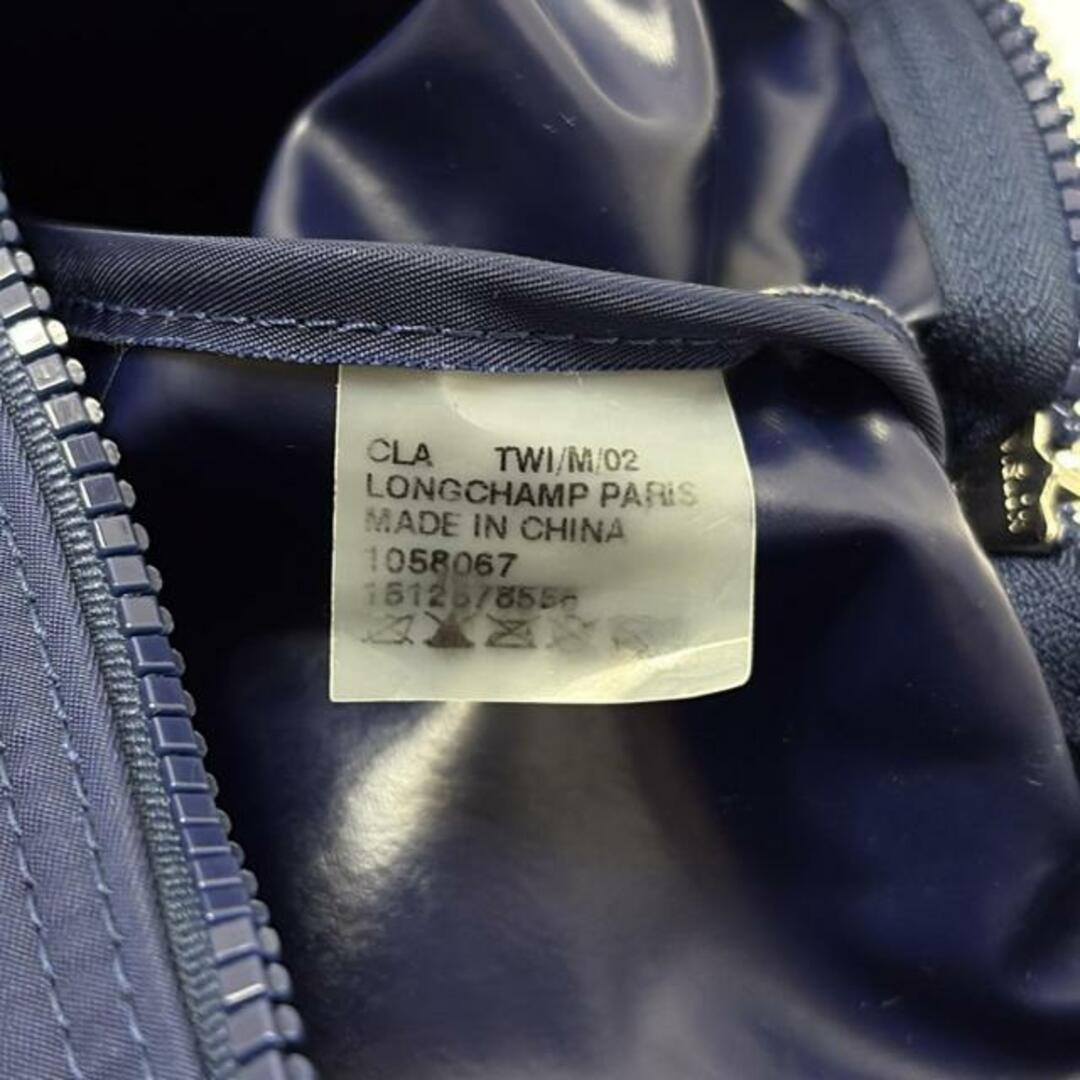 CLA TWI/M/02
LONGCHAMP PARIS
MADE IN CHINA
1058067